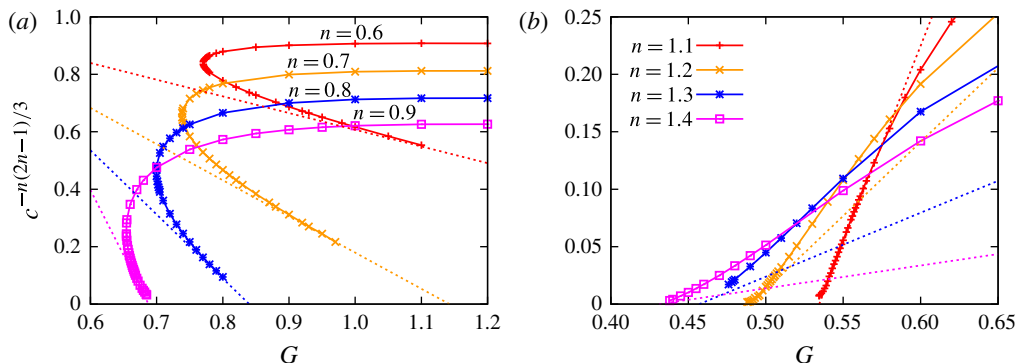 (a)
c^{−n(2n−1)/3}
1.0
0.8
0.6
0.4
0.2
0
n = 0.6
n = 0.7
n = 0.8
n = 0.9
0.6 0.7 0.8 0.9 1.0 1.1 1.2
G
(b)
0.25
0.20
0.15
0.10
0.05
0
n = 1.1
n = 1.2
n = 1.3
n = 1.4
0.40 0.45 0.50 0.55 0.60 0.65
G